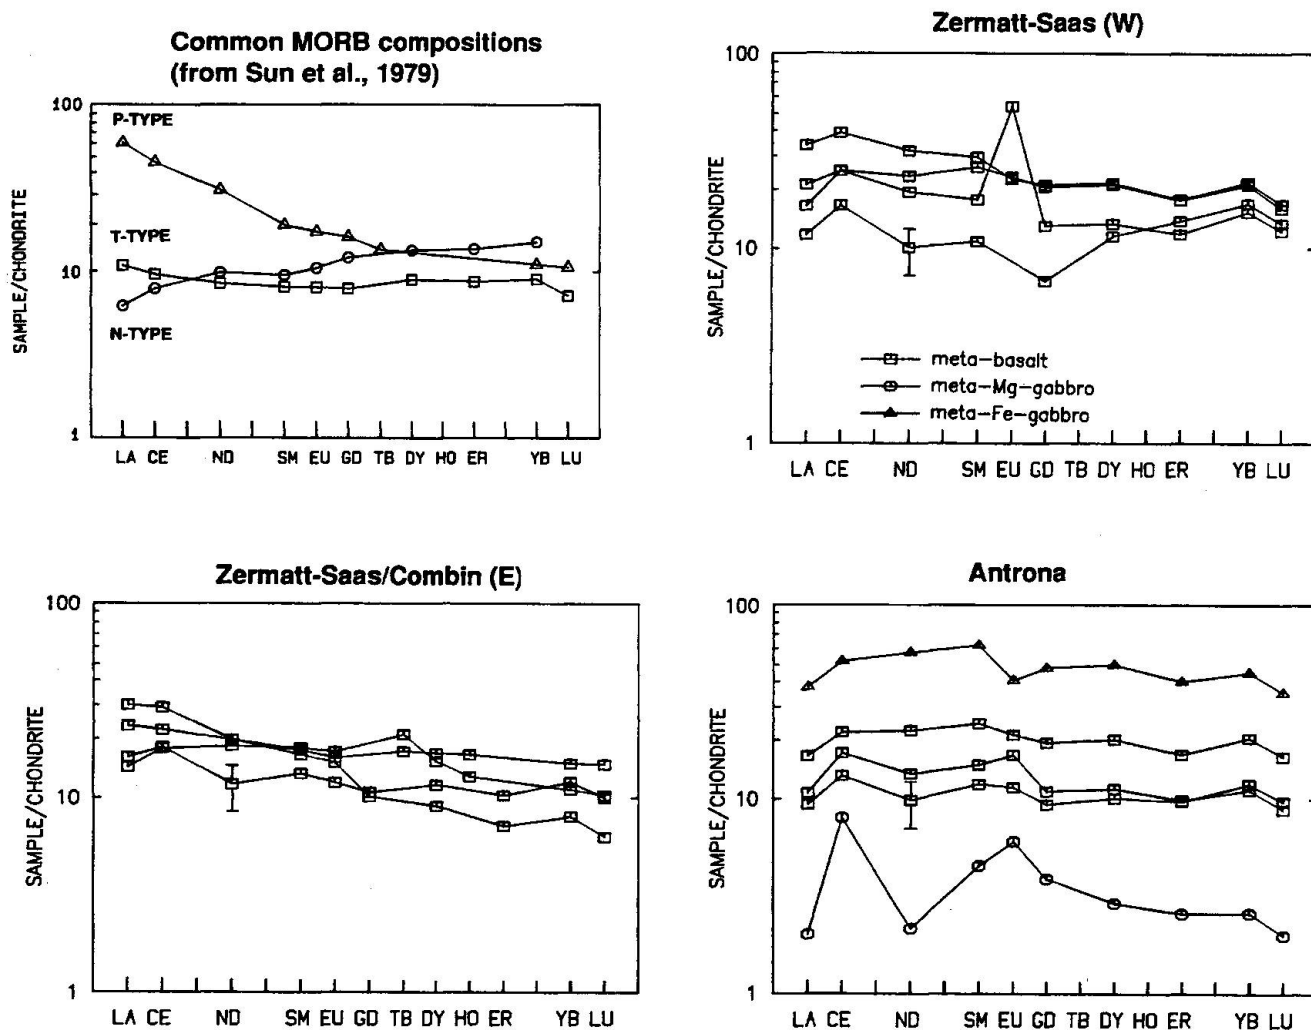 Common MORB compositions
(from Sun et al., 1979)
100
P-TYPE
T-TYPE
10
N-TYPE
1
SAMPLE/CHONDRITE
LA CE ND SM EU GD TB DY HO ER YB LU
Zermatt-Saas (W)
100
10
1
SAMPLE/CHONDRITE
meta-basalt
meta-Mg-gabbro
meta-Fe-gabbro
LA CE ND SM EU GD TB DY HO ER YB LU
Zermatt-Saas/Combin (E)
100
10
1
SAMPLE/CHONDRITE
LA CE ND SM EU GD TB DY HO ER YB LU
Antrona
100
10
1
SAMPLE/CHONDRITE
LA CE ND SM EU GD TB DY HO ER YB LU